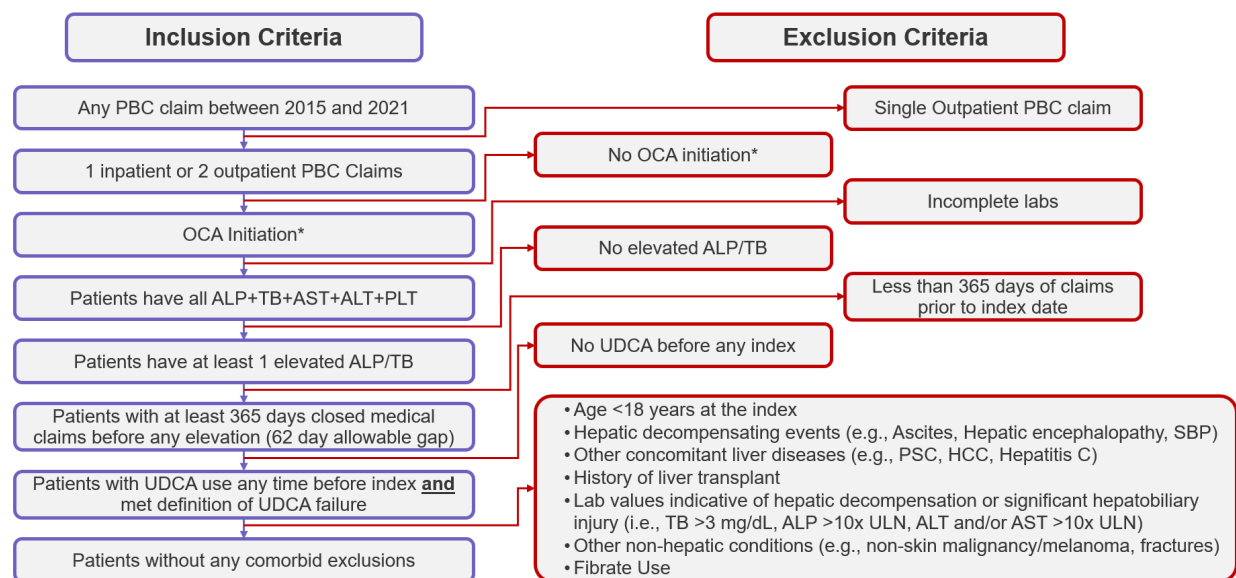 Inclusion Criteria
Exclusion Criteria
Any PBC claim between 2015 and 2021
Single Outpatient PBC claim
1 inpatient or 2 outpatient PBC Claims
No OCA initiation*
OCA Initiation*
Incomplete labs
Patients have all ALP+TB+AST+ALT+PLT
No elevated ALP/TB
Patients have at least 1 elevated ALP/TB
Less than 365 days of claims
prior to index date
Patients with at least 365 days closed medical
claims before any elevation (62 day allowable gap)
No UDCA before any index
Patients with UDCA use any time before index and
met definition of UDCA failure
Patients without any comorbid exclusions
• Age <18 years at the index
• Hepatic decompensating events (e.g., Ascites, Hepatic encephalopathy, SBP)
• Other concomitant liver diseases (e.g., PSC, HCC, Hepatitis C)
• History of liver transplant
• Lab values indicative of hepatic decompensation or significant hepatobiliary
injury (i.e., TB >3 mg/dL, ALP >10x ULN, ALT and/or AST >10x ULN)
• Other non-hepatic conditions (e.g., non-skin malignancy/melanoma, fractures)
• Fibrate Use